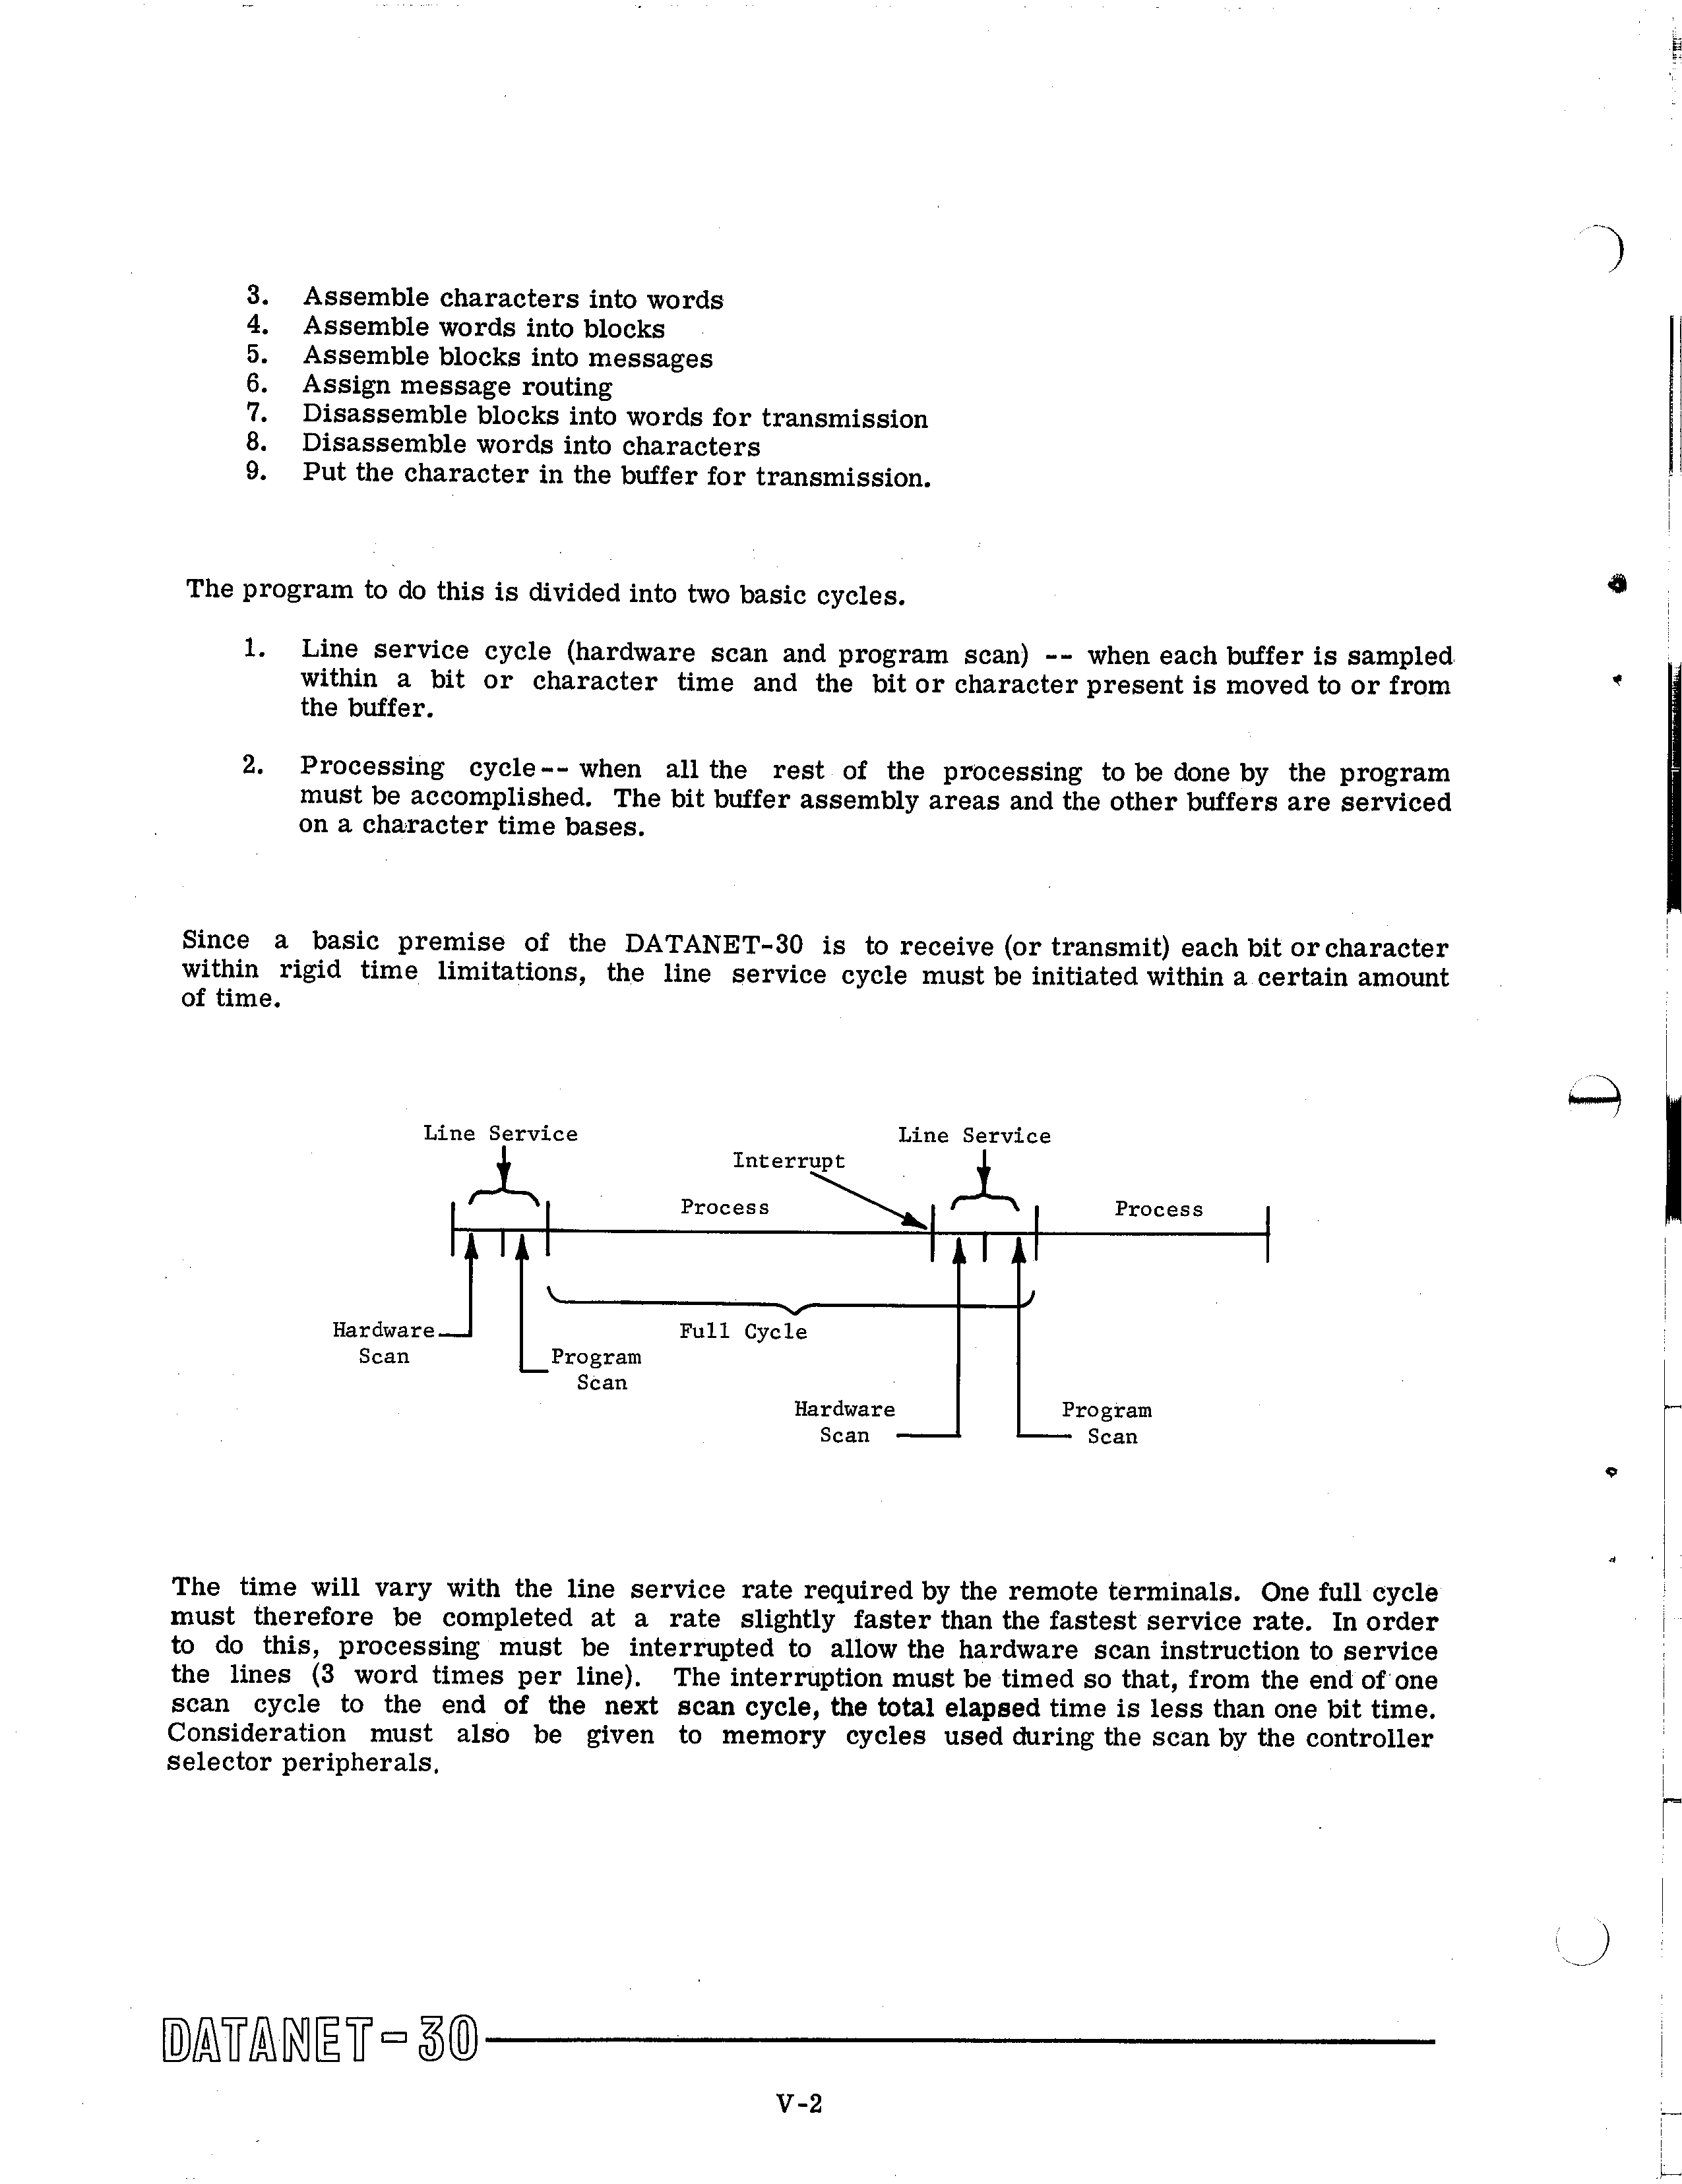 3. Assemble characters into words
4. Assemble words into blocks
5. Assemble blocks into messages
6. Assign message routing
7. Disassemble blocks into words for transmission
8. Disassemble words into characters
9. Put the character in the buffer for transmission.
The program to do this is divided into two basic cycles.
1. Line service cycle (hardware scan and program scan) -- when each buffer is sampled
within a bit or character time and the bit or character present is moved to or from
the buffer.
2. Processing cycle -- when all the rest of the processing to be done by the program
must be accomplished. The bit buffer assembly areas and the other buffers are serviced
on a character time bases.
Since a basic premise of the DATANET-30 is to receive (or transmit) each bit or character
within rigid time limitations, the line service cycle must be initiated within a certain amount
of time.
Line Service
Line Service
Interrupt
Process
Process
Hardware
Scan
Program
Scan
Full Cycle
Hardware
Scan
Program
Scan
The time will vary with the line service rate required by the remote terminals. One full cycle
must therefore be completed at a rate slightly faster than the fastest service rate. In order
to do this, processing must be interrupted to allow the hardware scan instruction to service
the lines (3 word times per line). The interruption must be timed so that, from the end of one
scan cycle to the end of the next scan cycle, the total elapsed time is less than one bit time.
Consideration must also be given to memory cycles used during the scan by the controller
selector peripherals.
DATANET-30
V-2